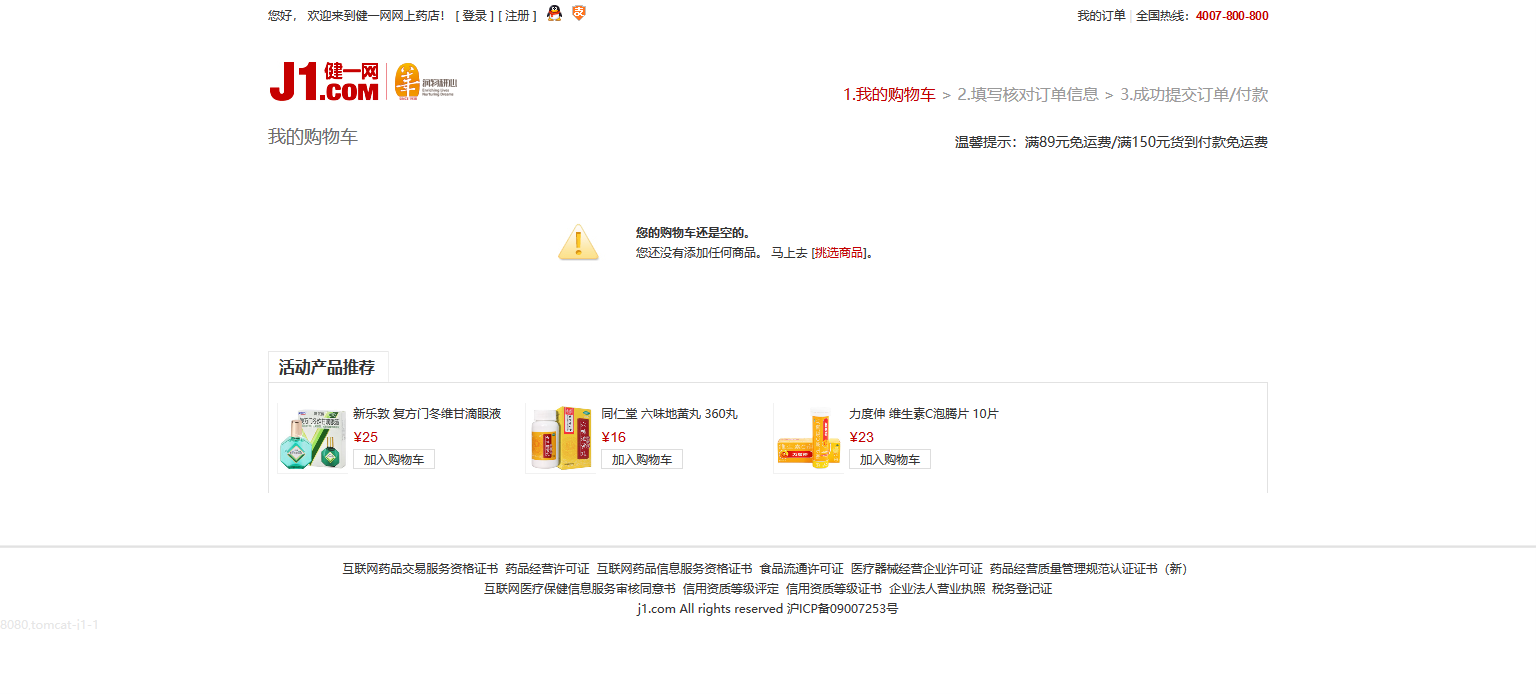 您好， 欢迎来到健一网网上药店！ [ 登录 ] [ 注册 ]
我的订单 | 全国热线：4007-800-800
J1.COM 健一网
1.我的购物车 > 2.填写核对订单信息 > 3.成功提交订单/付款
我的购物车
温馨提示：满89元免运费/满150元货到付款免运费
您的购物车还是空的。
您还没有添加任何商品。 马上去 [挑选商品]。
活动产品推荐
新乐敦 复方门冬维甘滴眼液
¥25
加入购物车
同仁堂 六味地黄丸 360丸
¥16
加入购物车
力度伸 维生素C泡腾片 10片
¥23
加入购物车
互联网药品交易服务资格证书 药品经营许可证 互联网药品信息服务资格证书 食品流通许可证 医疗器械经营企业许可证 药品经营质量管理规范认证证书（新）
互联网医疗保健信息服务审核同意书 信用资质等级评定 信用资质等级证书 企业法人营业执照 税务登记证
j1.com All rights reserved 沪ICP备09007253号
8080.tomcat-i1-1